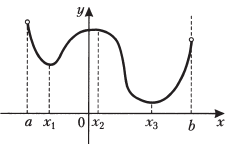 y
a x₁ 0 x₂ x₃ b x